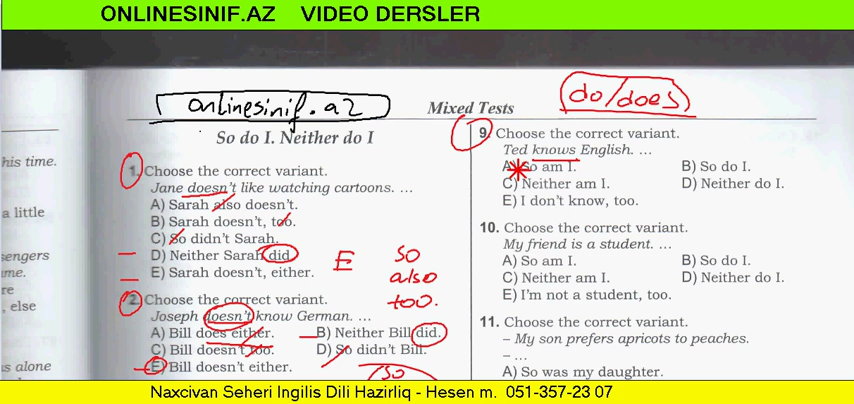 ONLINESINIF.AZ VIDEO DERSLER
onlinesinif.az
Mixed Tests
do/does
So do I. Neither do I
his time.
a little
sengers
me.
re
, else
s alone
1. Choose the correct variant.
Jane doesn't like watching cartoons. ...
A) Sarah also doesn't.
B) Sarah doesn't, too.
C) So didn't Sarah.
D) Neither Sarah did.
E) Sarah doesn't, either.
E
so
also
too.
2. Choose the correct variant.
Joseph doesn't know German. ...
A) Bill does either. B) Neither Bill did.
C) Bill doesn't, too. D) So didn't Bill.
E) Bill doesn't either.
so
9. Choose the correct variant.
Ted knows English. ...
A) So am I. B) So do I.
C) Neither am I. D) Neither do I.
E) I don't know, too.
10. Choose the correct variant.
My friend is a student. ...
A) So am I. B) So do I.
C) Neither am I. D) Neither do I.
E) I'm not a student, too.
11. Choose the correct variant.
– My son prefers apricots to peaches.
– ...
A) So was my daughter.
Naxcivan Seheri Ingilis Dili Hazirliq - Hesen m. 051-357-23 07